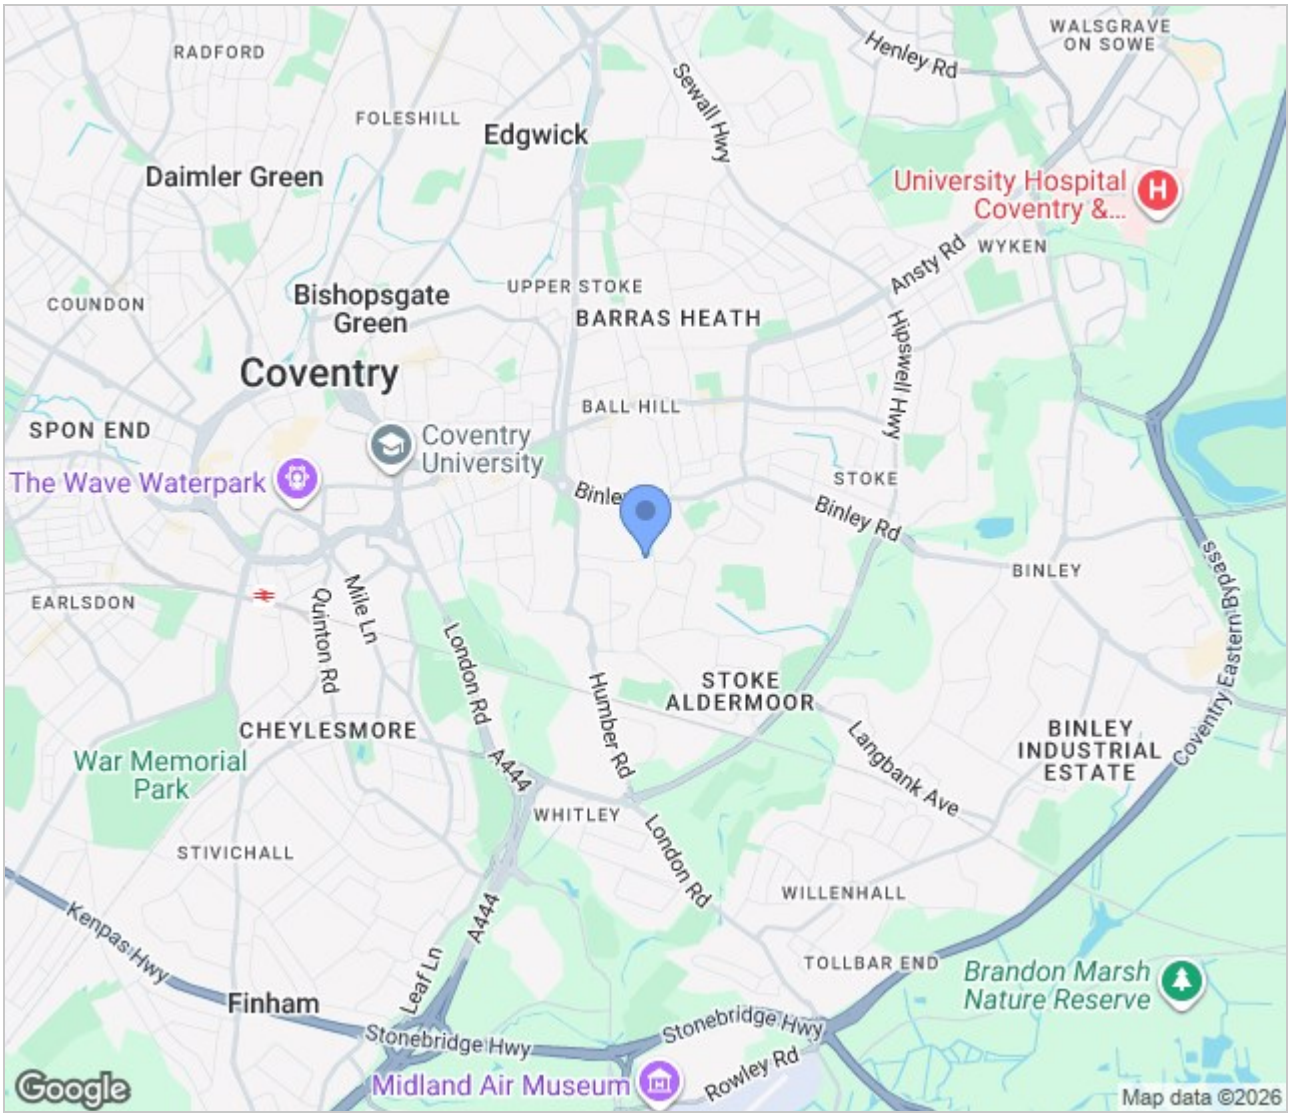 RADFORD
WALSGRAVE
ON SOWE
Henley Rd
Sewall Hwy
FOLESHILL
Edgwick
Daimler Green
University Hospital
Coventry &...
H
WYKEN
Ansty Rd
COUNDON
Bishopsgate
Green
UPPER STOKE
BARRAS HEATH
Hipswell Hwy
Coventry
BALL HILL
SPON END
Coventry
University
The Wave Waterpark
STOKE
Binley Rd
BINLEY
Coventry Eastern Bypass
EARLSDON
Mile Ln
Quinton Rd
London Rd
Humber Rd
STOKE
ALDERMOOR
CHEYLESMORE
War Memorial
Park
A444
Langbank Ave
BINLEY
INDUSTRIAL
ESTATE
WHITLEY
London Rd
STIVICHALL
WILLENHALL
Kenpas Hwy
A444
Leaf Ln
TOLLBAR END
Brandon Marsh
Nature Reserve
Finham
Stonebridge Hwy
Stonebridge Hwy
Rowley Rd
Midland Air Museum
Google
Map data ©2026